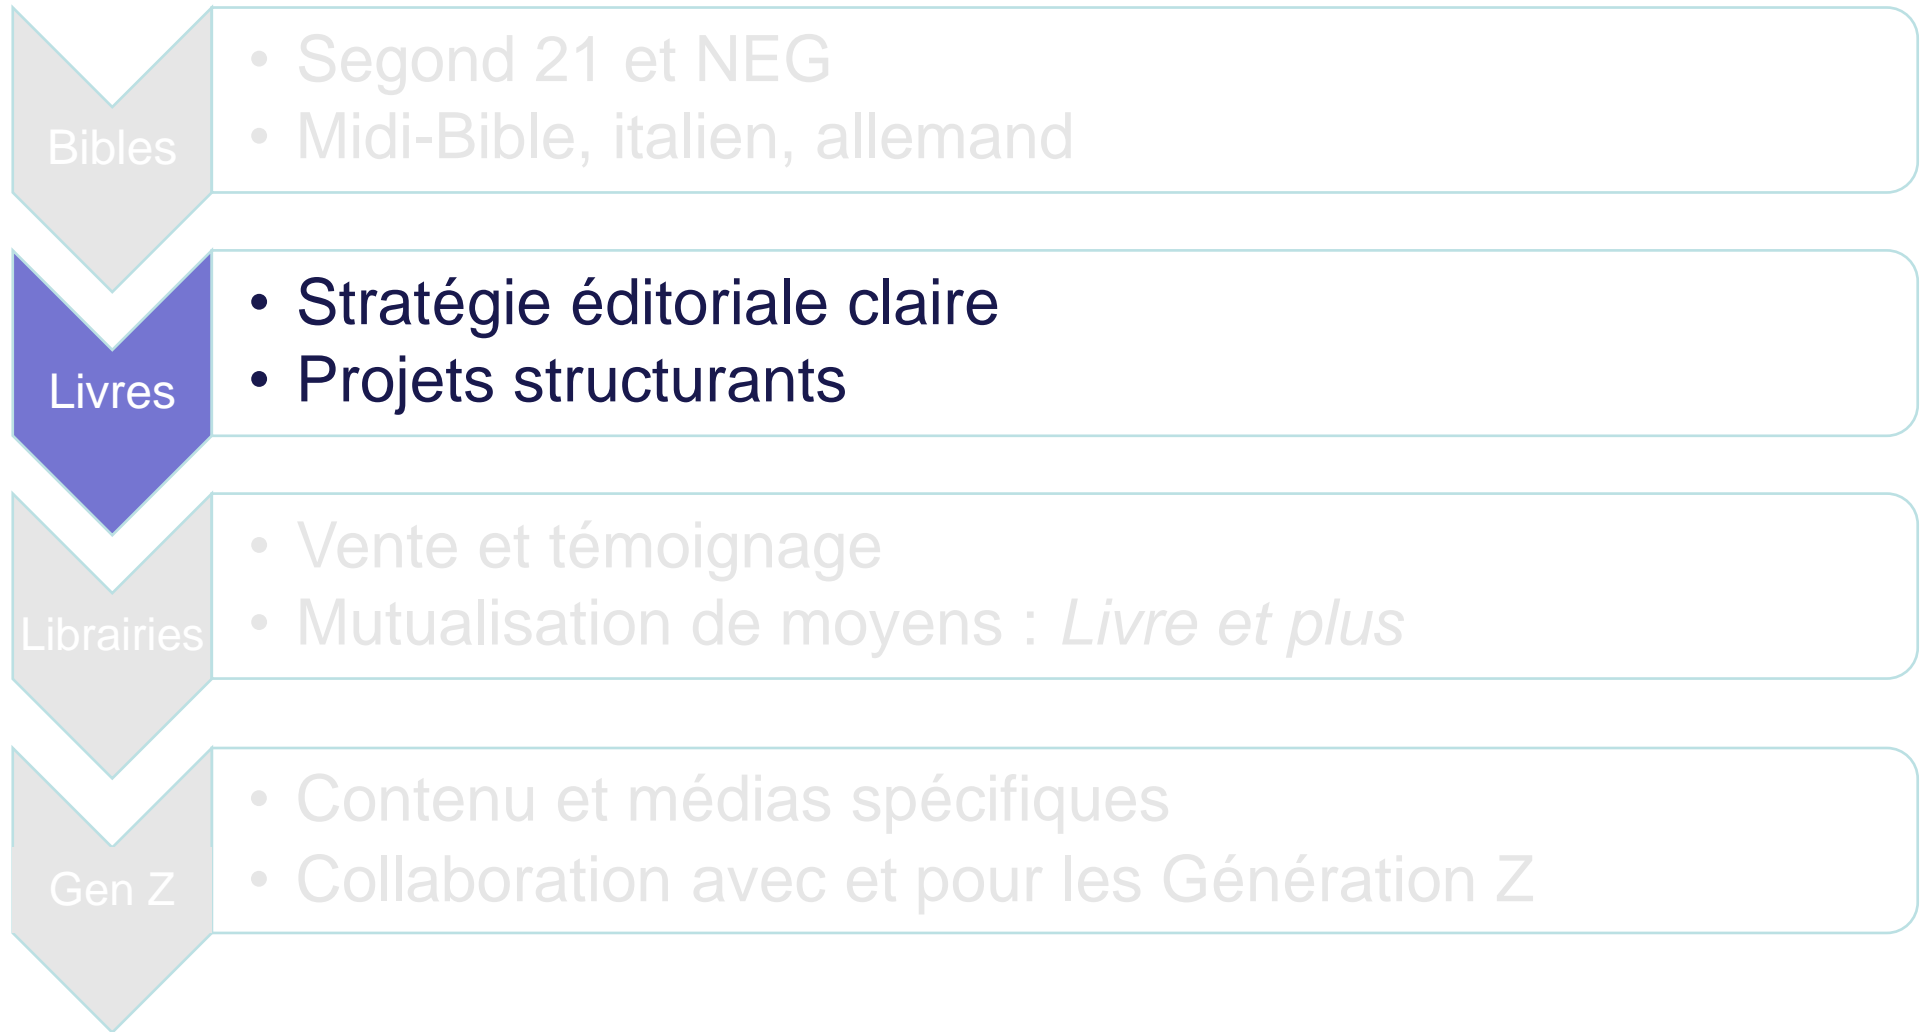 Bibles
• Segond 21 et NEG
• Midi-Bible, italien, allemand
Livres
• Stratégie éditoriale claire
• Projets structurants
Librairies
• Vente et témoignage
• Mutualisation de moyens : Livre et plus
Gen Z
• Contenu et médias spécifiques
• Collaboration avec et pour les Génération Z